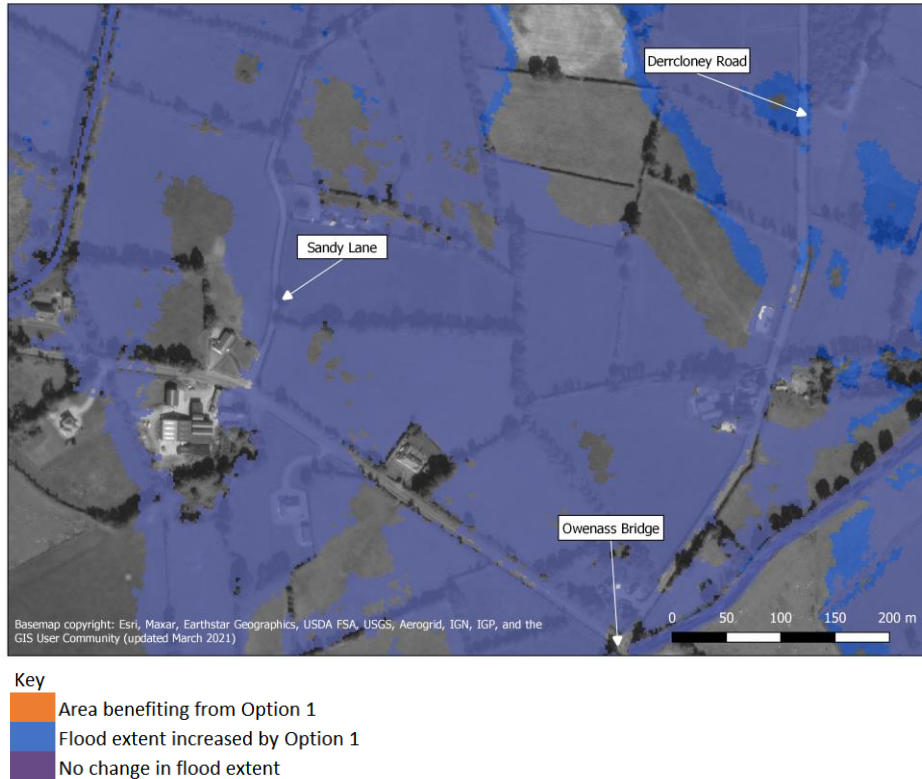 Derrcloney Road
Sandy Lane
Owenass Bridge
0 50 100 150 200 m
Basemap copyright: Esri, Maxar, Earthstar Geographics, USDA FSA, USGS, Aerogrid, IGN, IGP, and the
GIS User Community (updated March 2021)
Key
Area benefiting from Option 1
Flood extent increased by Option 1
No change in flood extent